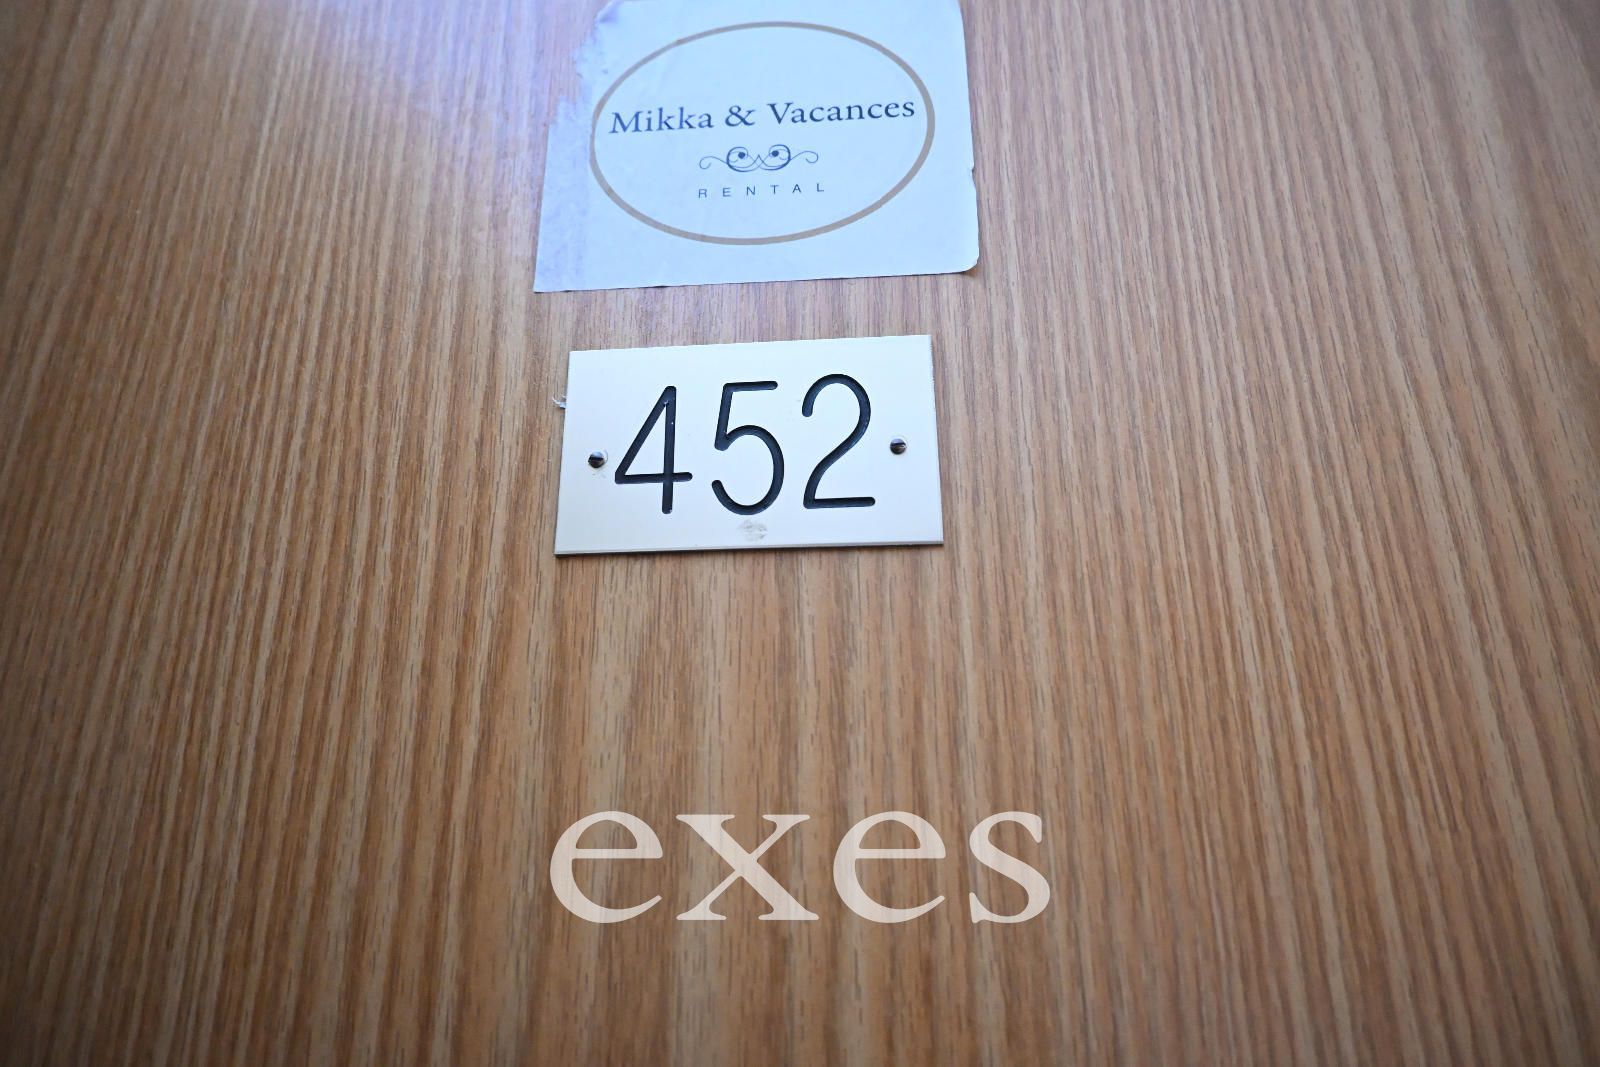 Mikka & Vacances
RENTAL
452
exes